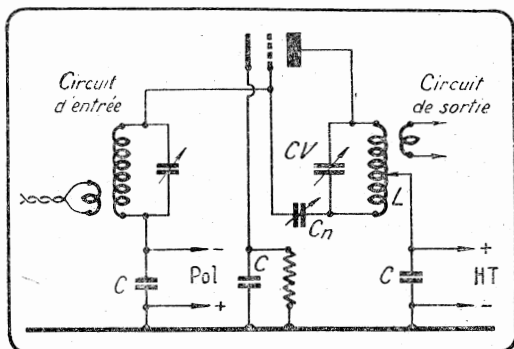 Circuit
d'entrée
Circuit
de sortie
CV
L
Cn
-
C
Pol
+
C
+
C
HT
-